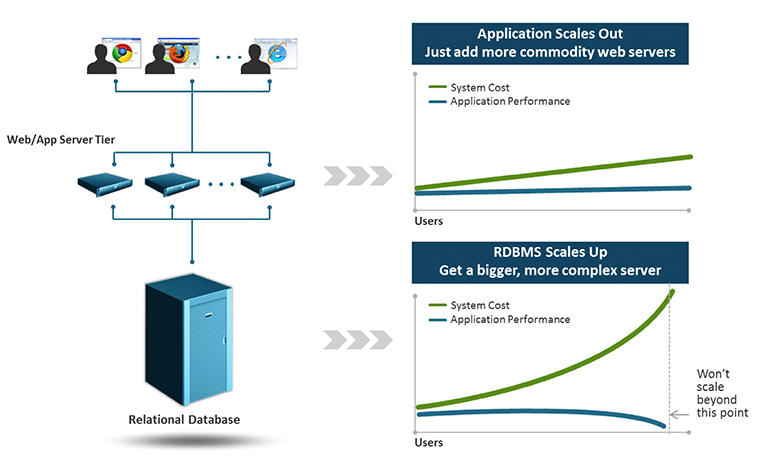 Web/App Server Tier
Relational Database
Application Scales Out
Just add more commodity web servers
System Cost
Application Performance
Users
RDBMS Scales Up
Get a bigger, more complex server
System Cost
Application Performance
Won't
scale
beyond
this point
Users